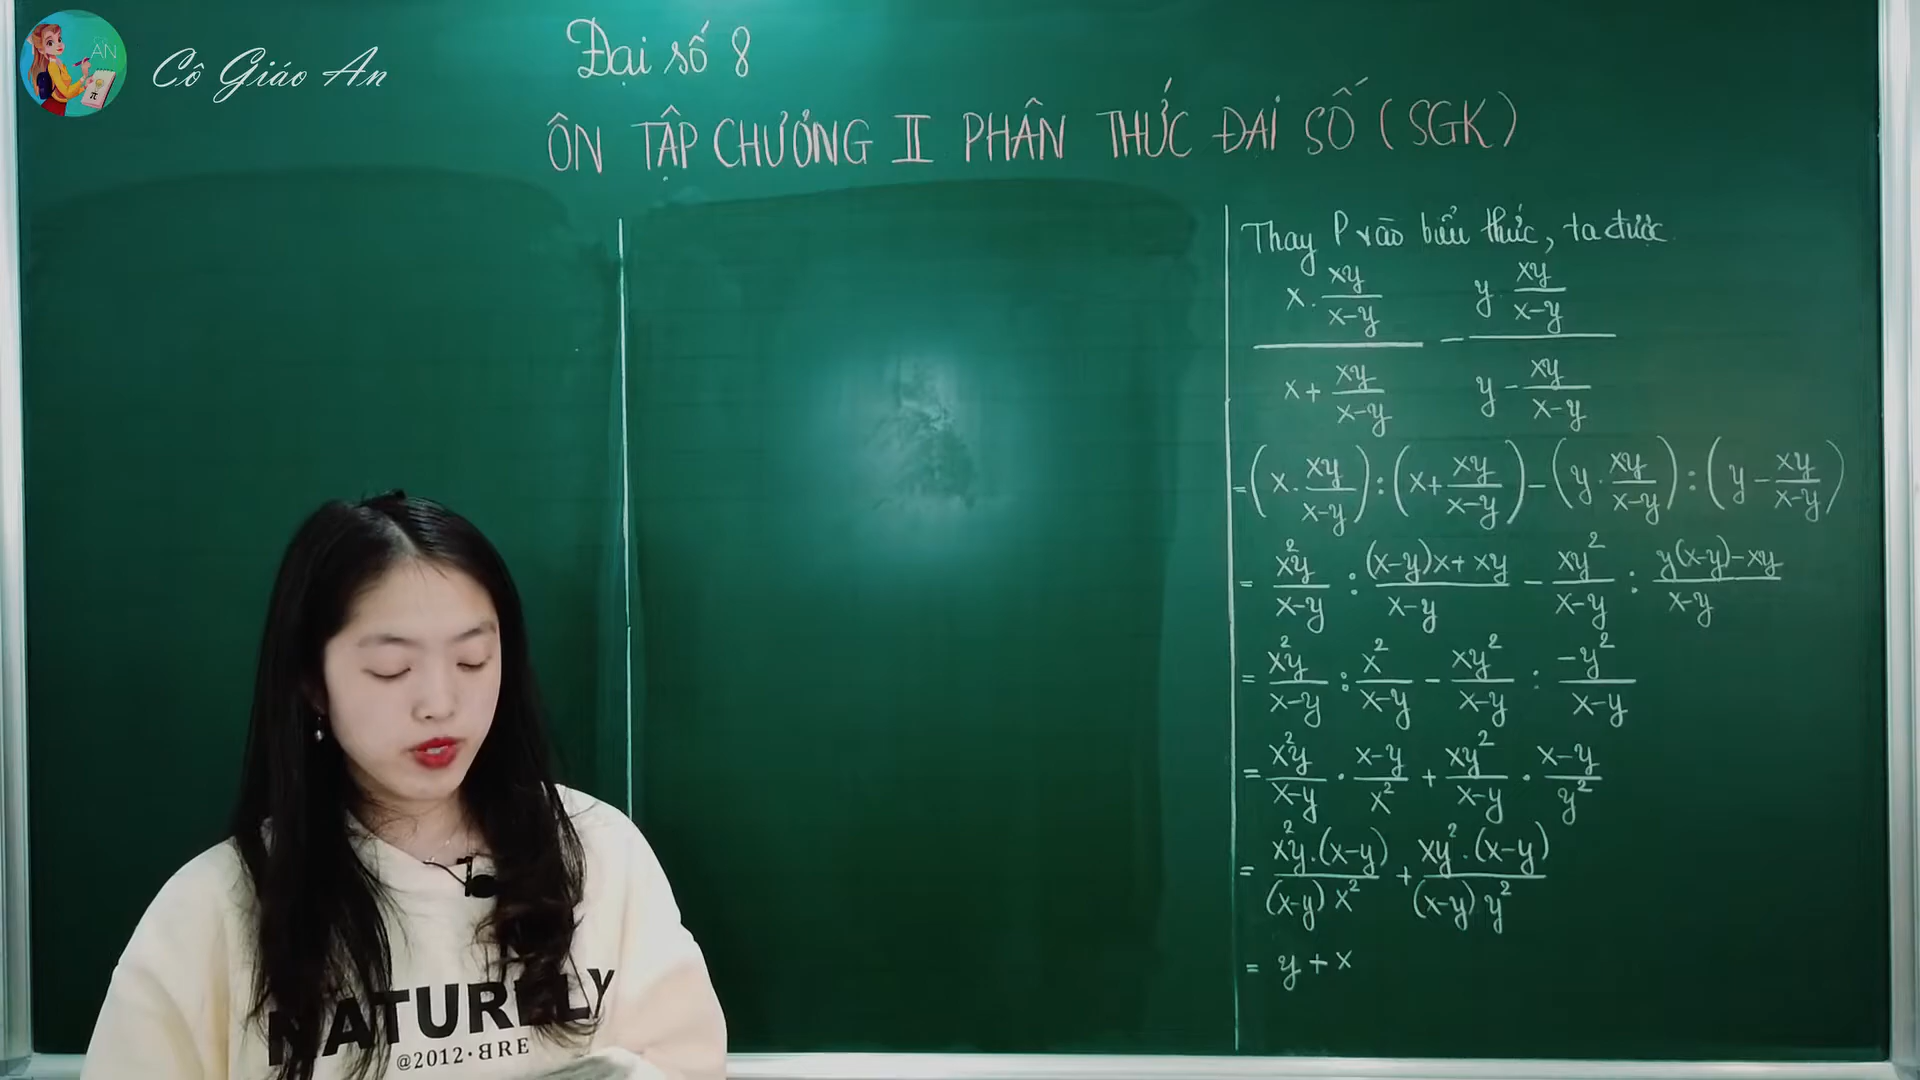 AN
Cô Giáo An
Đại số 8
ÔN TẬP CHƯƠNG II PHÂN THỨC ĐẠI SỐ (SGK)
Thay P vào biểu thức, ta được
(x · xy/(x-y)) / (x + xy/(x-y)) - (y · xy/(x-y)) / (y - xy/(x-y))
= (x · xy/(x-y)) : (x + xy/(x-y)) - (y · xy/(x-y)) : (y - xy/(x-y))
= x²y/(x-y) : ((x-y)x + xy)/(x-y) - xy²/(x-y) : (y(x-y) - xy)/(x-y)
= x²y/(x-y) : x²/(x-y) - xy²/(x-y) : -y²/(x-y)
= x²y/(x-y) · (x-y)/x² + xy²/(x-y) · (x-y)/y²
= x²y·(x-y)/((x-y)x²) + xy²·(x-y)/((x-y)y²)
= y + x
NATURELY
@2012·BRE